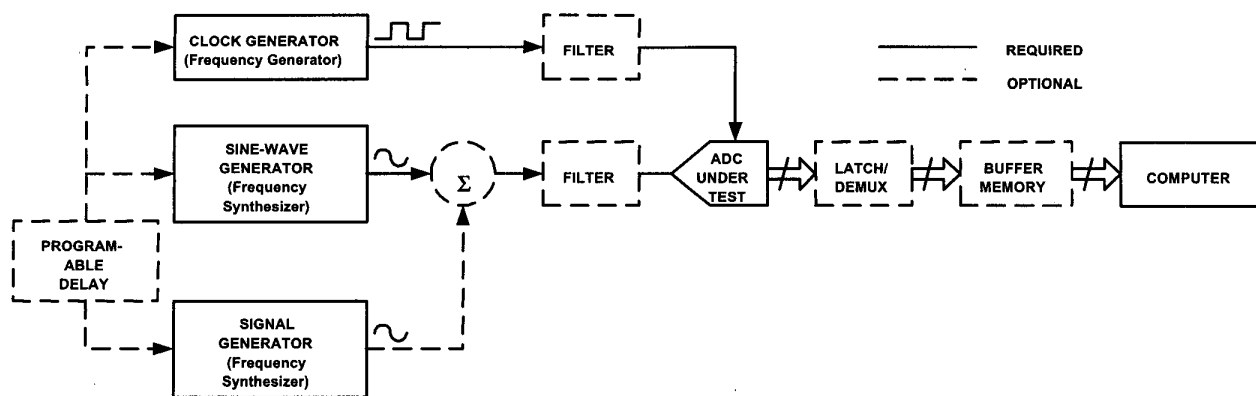 CLOCK GENERATOR
(Frequency Generator)
FILTER
REQUIRED
OPTIONAL
SINE-WAVE
GENERATOR
(Frequency
Synthesizer)
Σ
FILTER
ADC
UNDER
TEST
LATCH/
DEMUX
BUFFER
MEMORY
COMPUTER
PROGRAM-
ABLE
DELAY
SIGNAL
GENERATOR
(Frequency
Synthesizer)